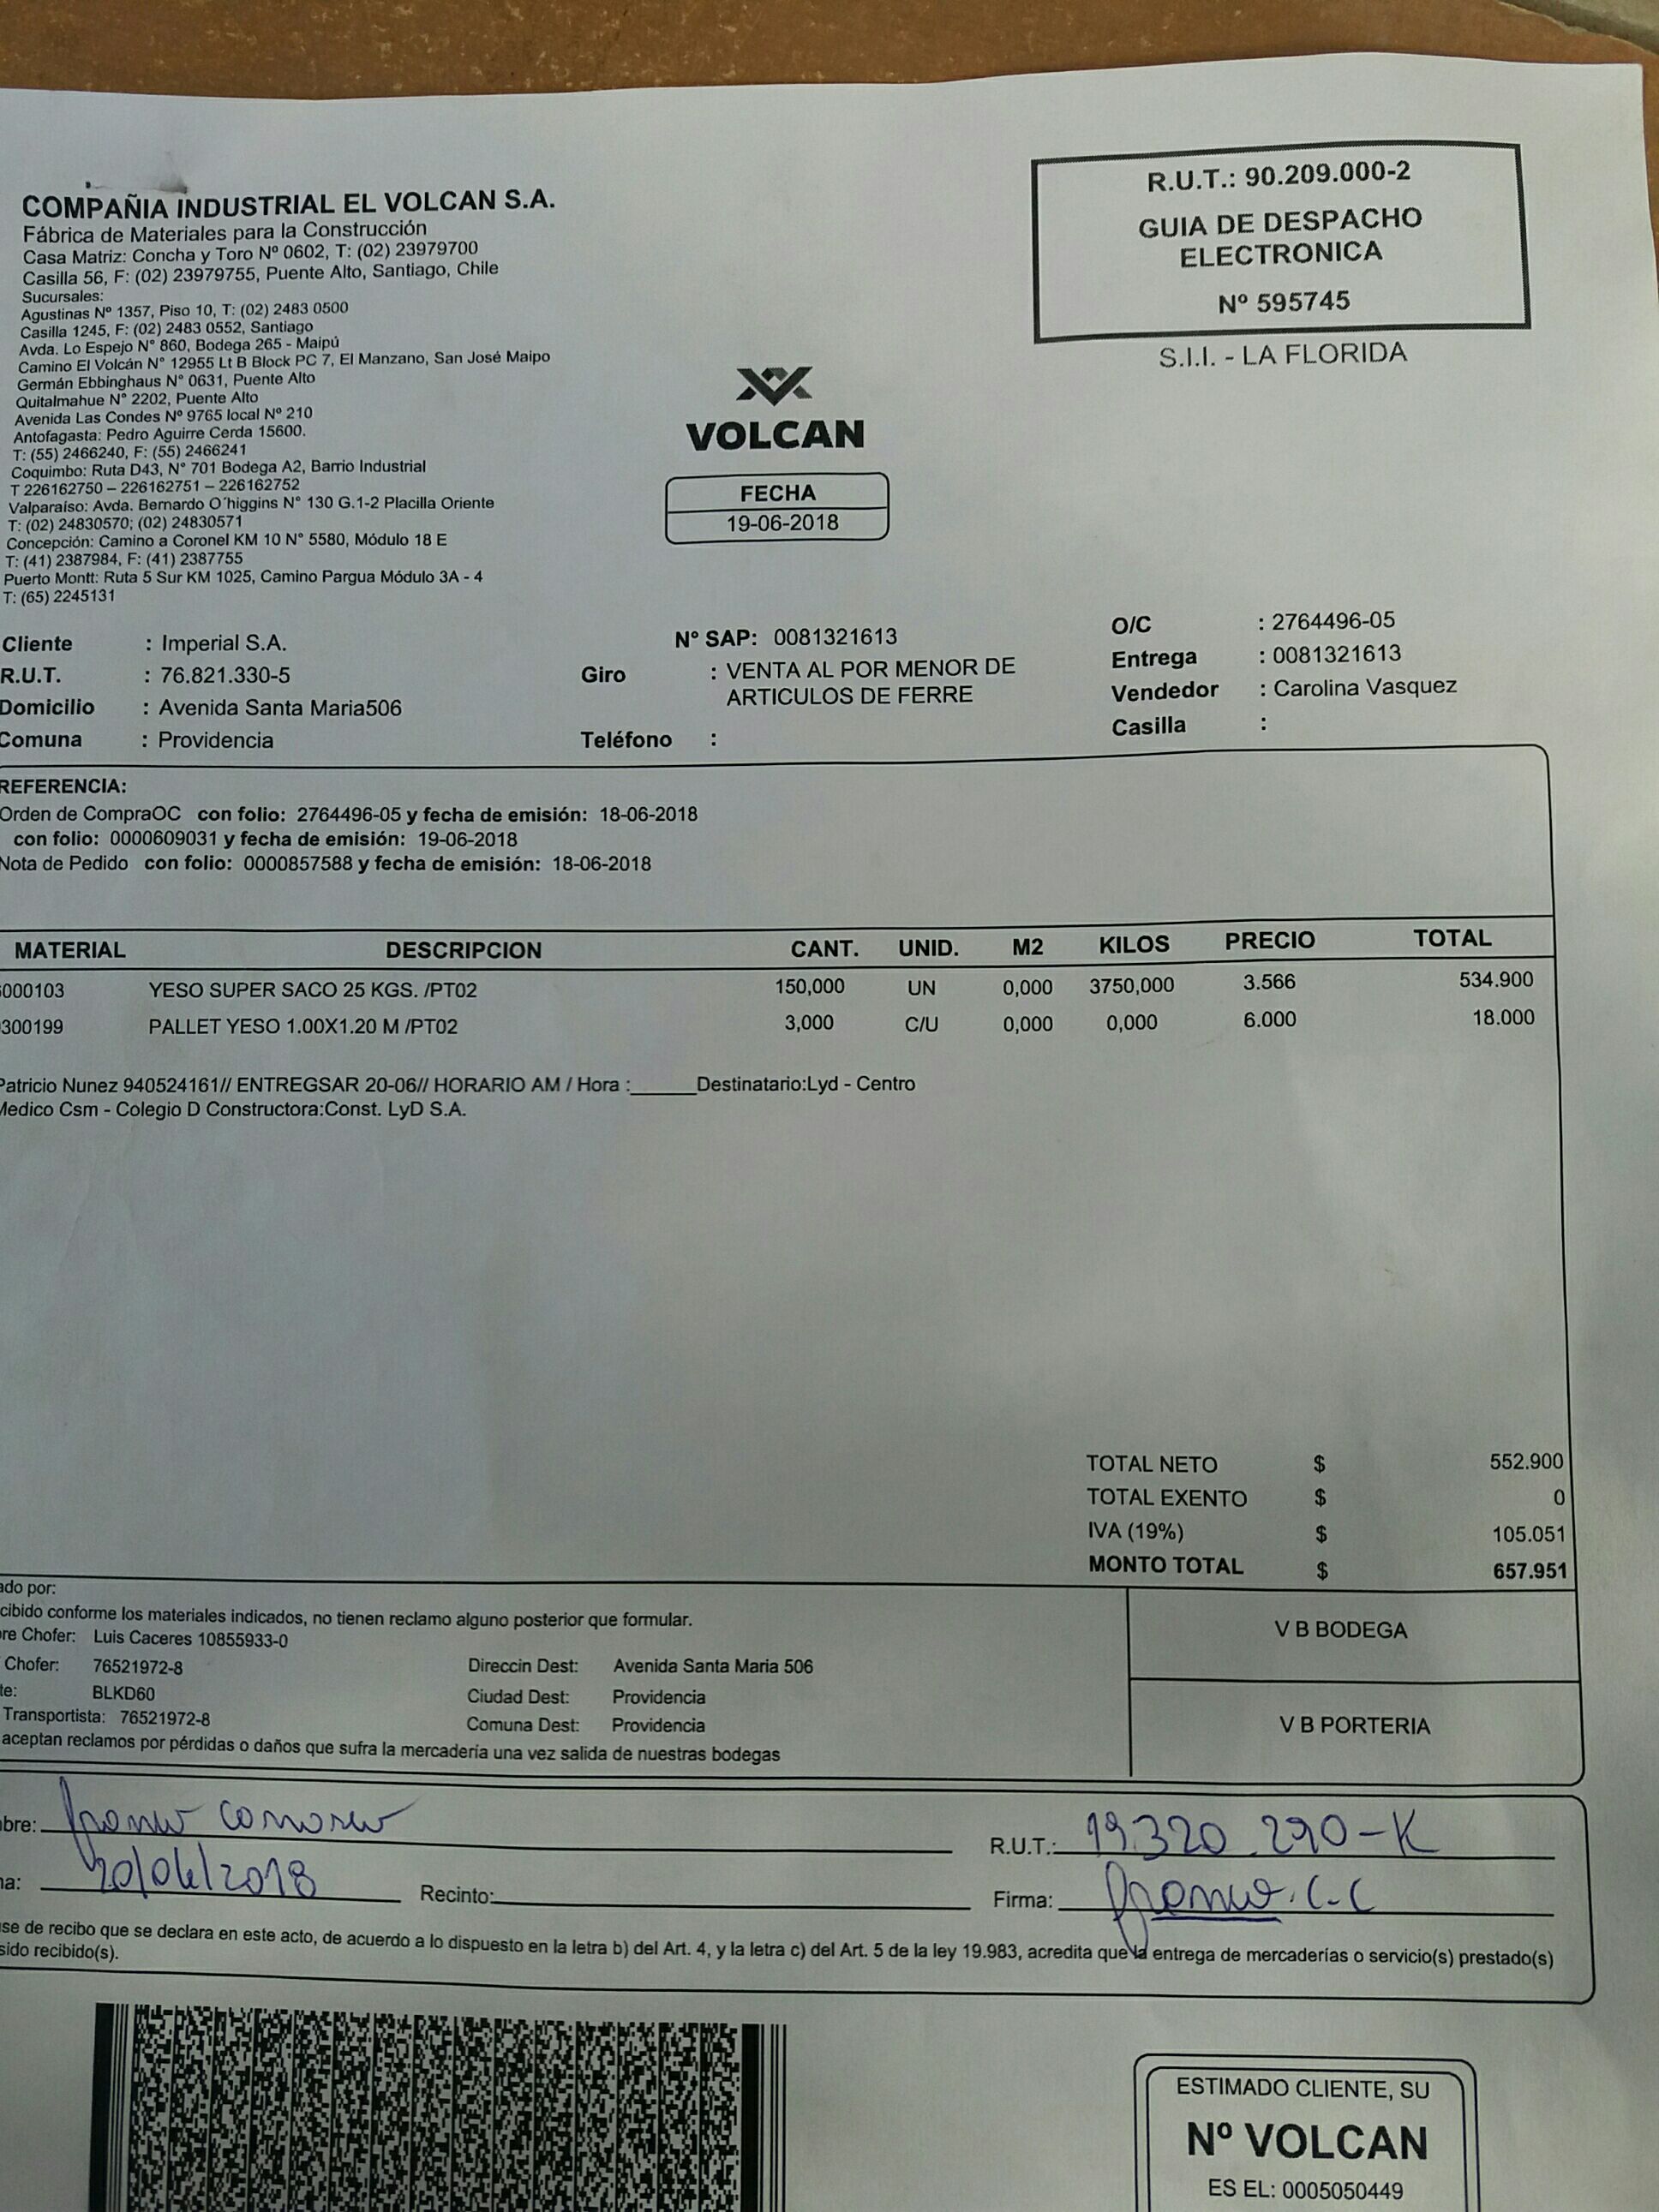 COMPAÑIA INDUSTRIAL EL VOLCAN S.A.
Fábrica de Materiales para la Construcción
Casa Matriz: Concha y Toro Nº 0602, T: (02) 23979700
Casilla 56, F: (02) 23979755, Puente Alto, Santiago, Chile
Sucursales:
Agustinas Nº 1357, Piso 10, T: (02) 2483 0500
Casilla 1245, F: (02) 2483 0552, Santiago
Avda. Lo Espejo N° 860, Bodega 265 - Maipú
Camino El Volcán N° 12955 Lt B Block PC 7, El Manzano, San José Maipo
Germán Ebbinghaus N° 0631, Puente Alto
Quitalmahue N° 2202, Puente Alto
Avenida Las Condes Nº 9765 local Nº 210
Antofagasta: Pedro Aguirre Cerda 15600.
T: (55) 2466240, F: (55) 2466241
Coquimbo: Ruta D43, N° 701 Bodega A2, Barrio Industrial
T 226162750 – 226162751 – 226162752
Valparaíso: Avda. Bernardo O´higgins N° 130 G.1-2 Placilla Oriente
T: (02) 24830570; (02) 24830571
Concepción: Camino a Coronel KM 10 N° 5580, Módulo 18 E
T: (41) 2387984, F: (41) 2387755
Puerto Montt: Ruta 5 Sur KM 1025, Camino Pargua Módulo 3A - 4
T: (65) 2245131
R.U.T.: 90.209.000-2
GUIA DE DESPACHO
ELECTRONICA
Nº 595745
S.I.I. - LA FLORIDA
VOLCAN
FECHA
19-06-2018
Cliente : Imperial S.A.
R.U.T. : 76.821.330-5
Domicilio : Avenida Santa Maria506
Comuna : Providencia
Nº SAP: 0081321613
Giro : VENTA AL POR MENOR DE
ARTICULOS DE FERRE
Teléfono :
O/C : 2764496-05
Entrega : 0081321613
Vendedor : Carolina Vasquez
Casilla :
REFERENCIA:
Orden de CompraOC con folio: 2764496-05 y fecha de emisión: 18-06-2018
con folio: 0000609031 y fecha de emisión: 19-06-2018
Nota de Pedido con folio: 0000857588 y fecha de emisión: 18-06-2018
MATERIAL DESCRIPCION CANT. UNID. M2 KILOS PRECIO TOTAL
000103 YESO SUPER SACO 25 KGS. /PT02 150,000 UN 0,000 3750,000 3.566 534.900
300199 PALLET YESO 1.00X1.20 M /PT02 3,000 C/U 0,000 0,000 6.000 18.000
Patricio Nunez 940524161// ENTREGSAR 20-06// HORARIO AM / Hora :______Destinatario:Lyd - Centro
Medico Csm - Colegio D Constructora:Const. LyD S.A.
TOTAL NETO $ 552.900
TOTAL EXENTO $ 0
IVA (19%) $ 105.051
MONTO TOTAL $ 657.951
ado por:
cibido conforme los materiales indicados, no tienen reclamo alguno posterior que formular.
re Chofer: Luis Caceres 10855933-0
Chofer: 76521972-8
te: BLKD60
Transportista: 76521972-8
Direccin Dest: Avenida Santa Maria 506
Ciudad Dest: Providencia
Comuna Dest: Providencia
aceptan reclamos por pérdidas o daños que sufra la mercadería una vez salida de nuestras bodegas
V B BODEGA
V B PORTERIA
bre:
R.U.T.: 19.320.290-K
a: 20/06/2018 Recinto:
Firma: C.C
se de recibo que se declara en este acto, de acuerdo a lo dispuesto en la letra b) del Art. 4, y la letra c) del Art. 5 de la ley 19.983, acredita que la entrega de mercaderías o servicio(s) prestado(s)
sido recibido(s).
ESTIMADO CLIENTE, SU
Nº VOLCAN
ES EL: 0005050449